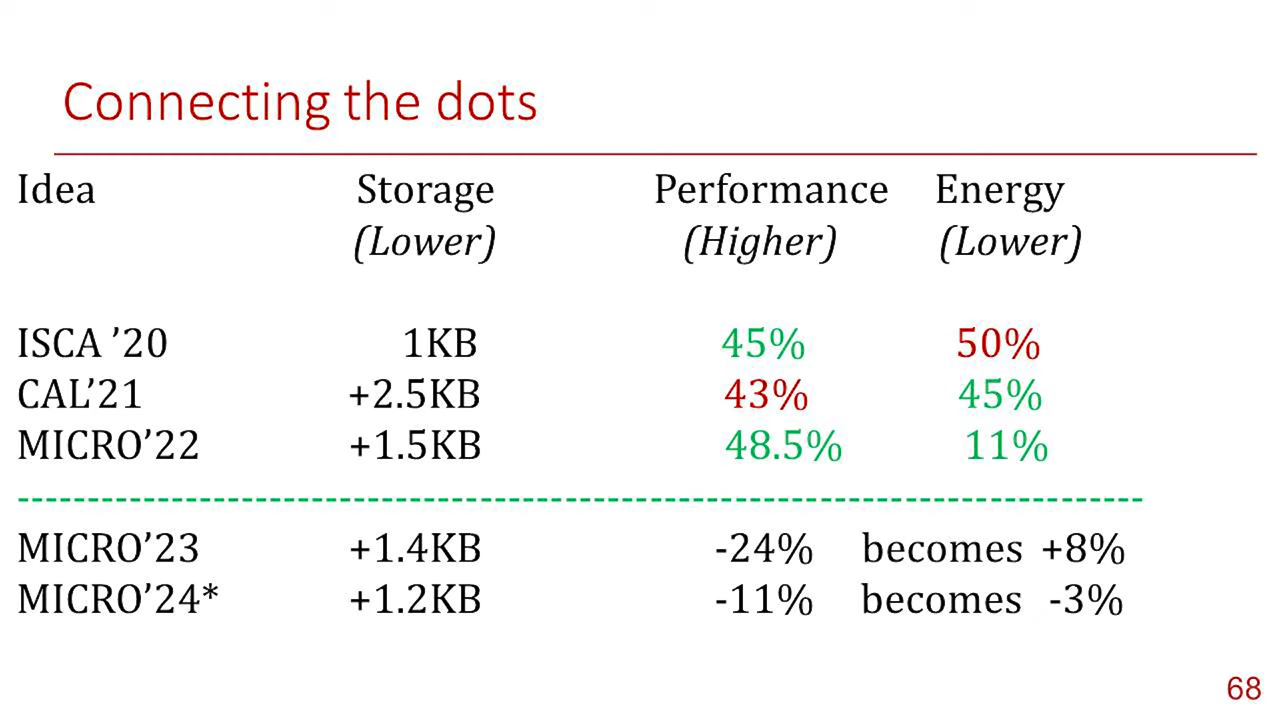 Connecting the dots
Idea Storage Performance Energy
(Lower) (Higher) (Lower)
ISCA ’20 1KB 45% 50%
CAL’21 +2.5KB 43% 45%
MICRO’22 +1.5KB 48.5% 11%
--------------------------------------------------------------------------------
MICRO’23 +1.4KB -24% becomes +8%
MICRO’24* +1.2KB -11% becomes -3%
68